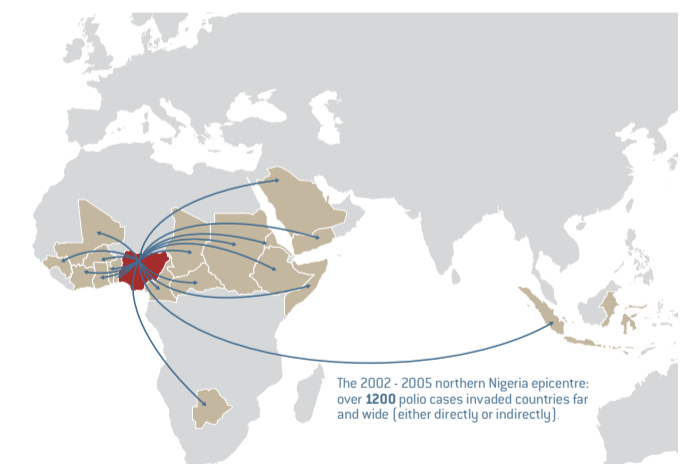 The 2002 - 2005 northern Nigeria epicentre:
over 1200 polio cases invaded countries far
and wide (either directly or indirectly).